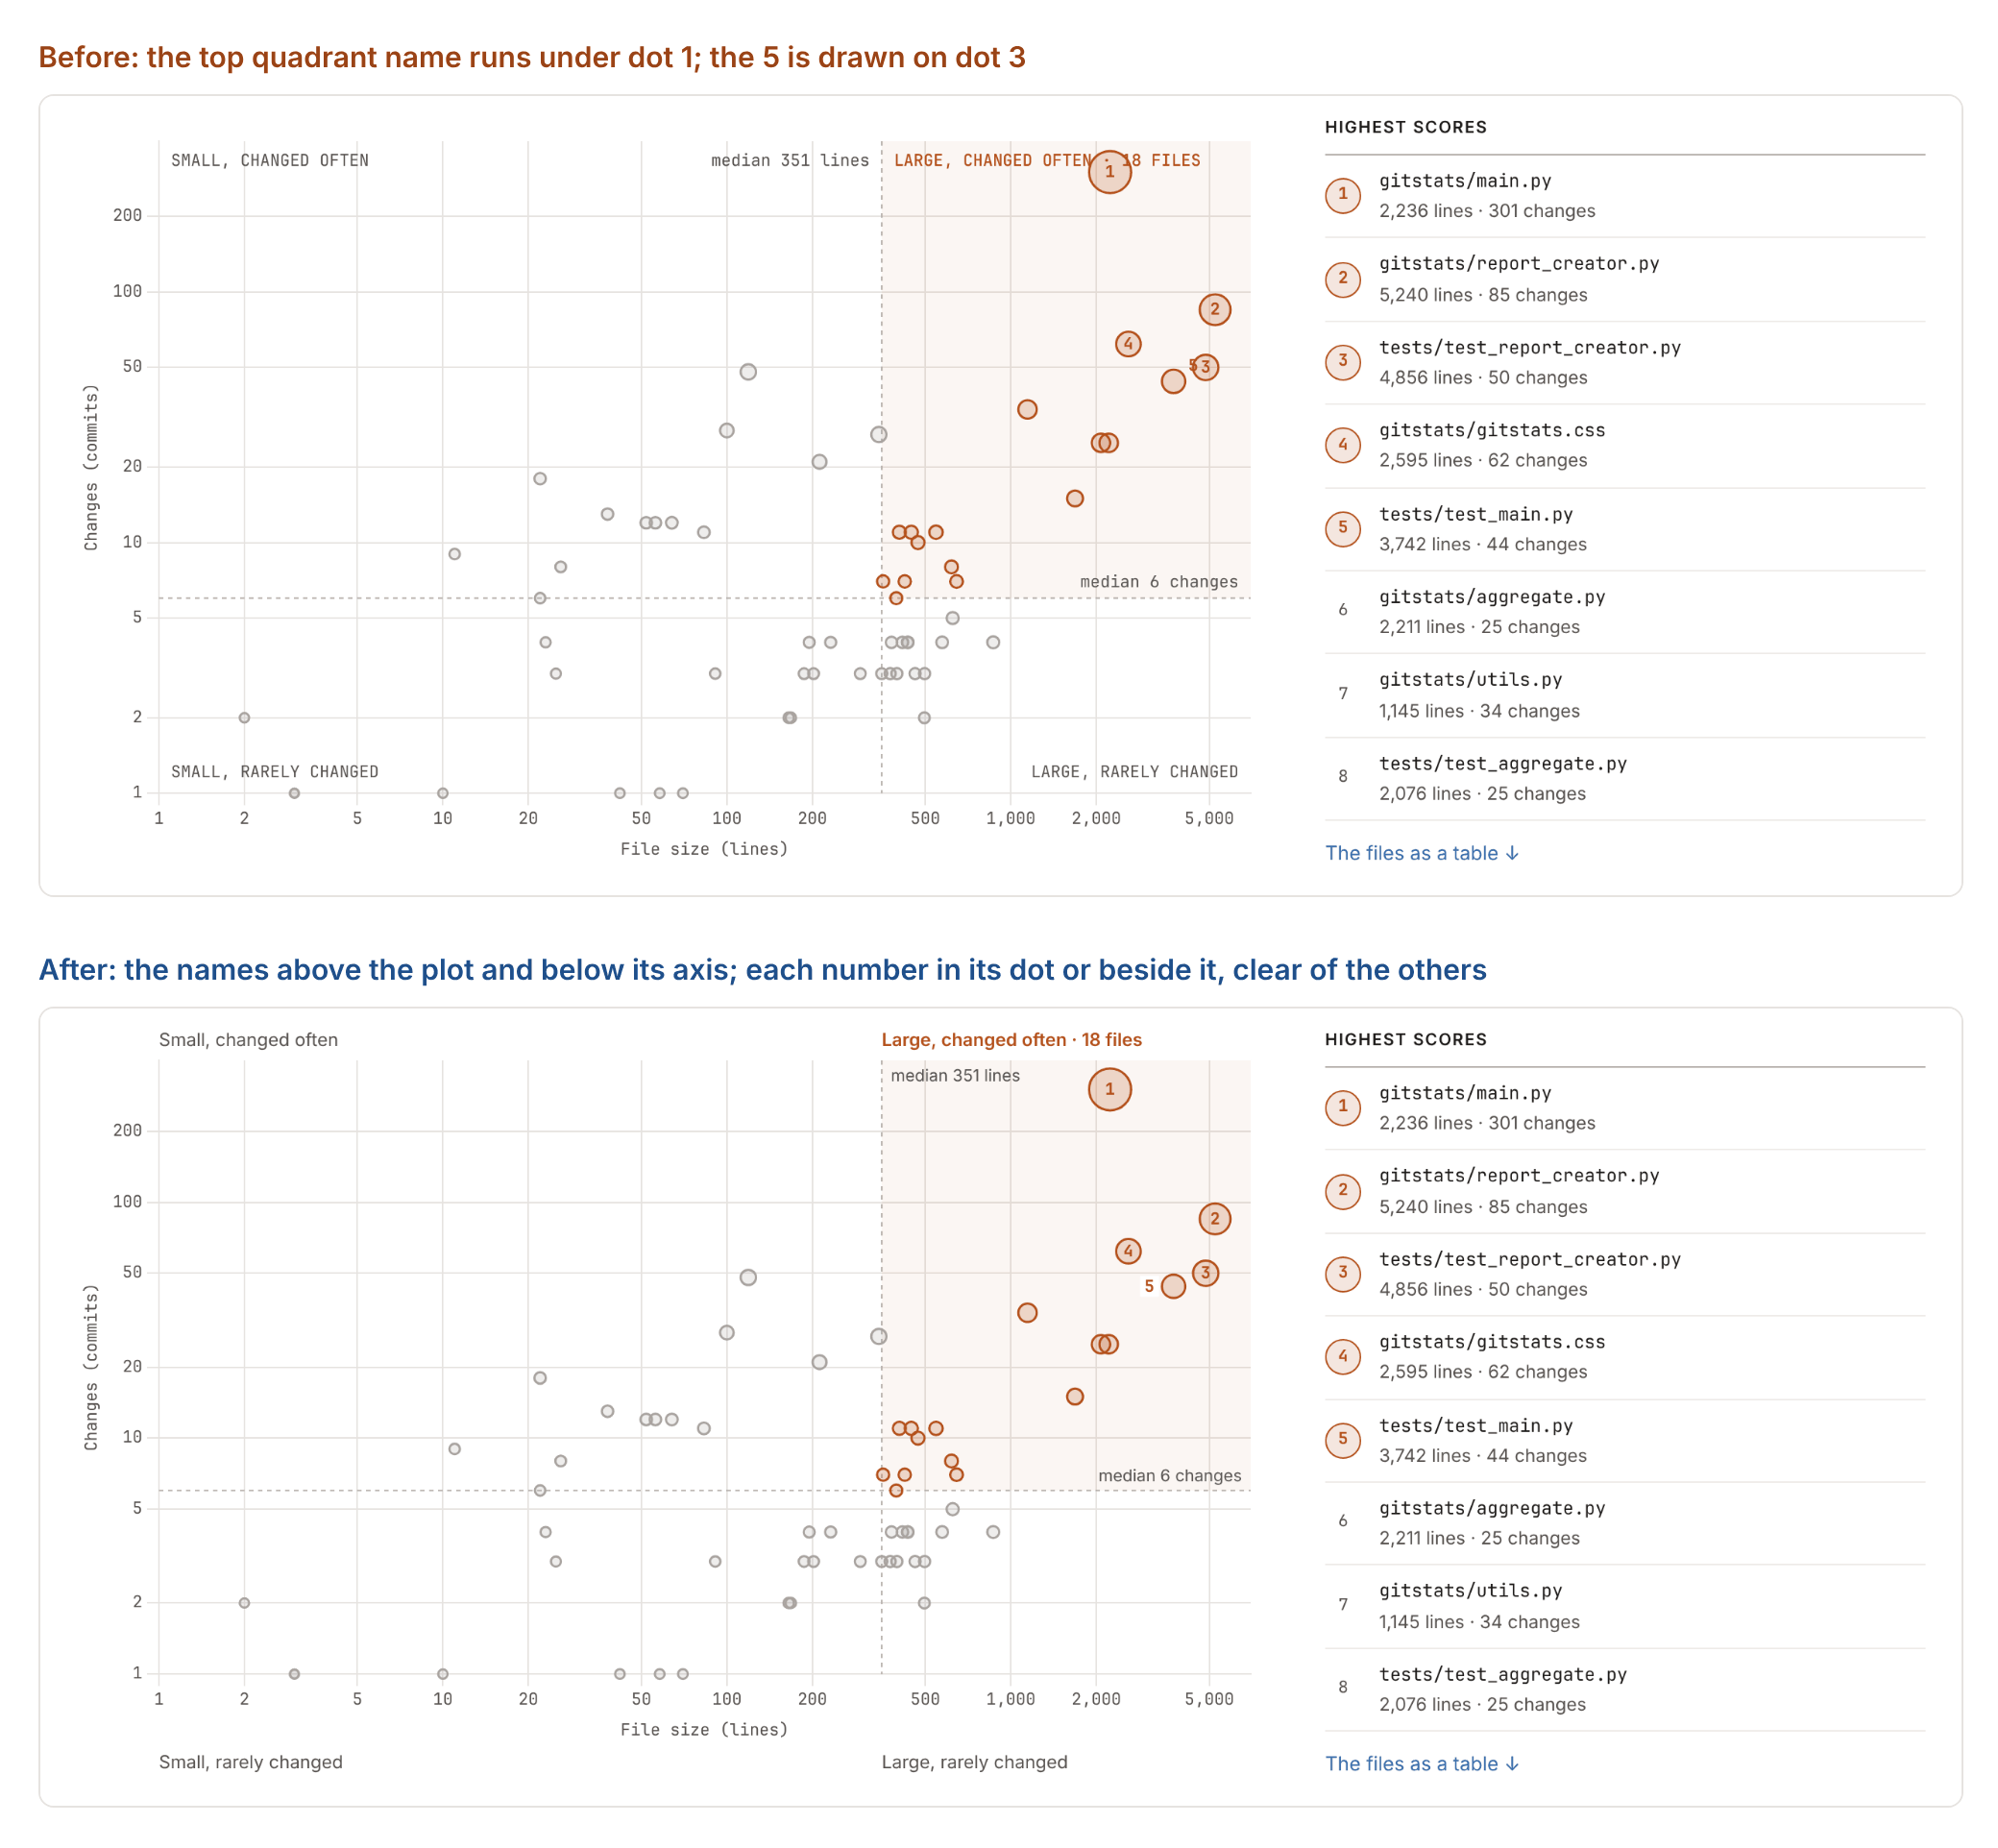 Before: the top quadrant name runs under dot 1; the 5 is drawn on dot 3
SMALL, CHANGED OFTEN
median 351 lines
LARGE, CHANGED OFTEN · 18 FILES
1
200
100
2
4
50
5
3
20
10
median 6 changes
5
2
SMALL, RARELY CHANGED
LARGE, RARELY CHANGED
1
1 2 5 10 20 50 100 200 500 1,000 2,000 5,000
Changes (commits)
File size (lines)
HIGHEST SCORES
1
gitstats/main.py
2,236 lines · 301 changes
2
gitstats/report_creator.py
5,240 lines · 85 changes
3
tests/test_report_creator.py
4,856 lines · 50 changes
4
gitstats/gitstats.css
2,595 lines · 62 changes
5
tests/test_main.py
3,742 lines · 44 changes
6
gitstats/aggregate.py
2,211 lines · 25 changes
7
gitstats/utils.py
1,145 lines · 34 changes
8
tests/test_aggregate.py
2,076 lines · 25 changes
The files as a table ↓
After: the names above the plot and below its axis; each number in its dot or beside it, clear of the others
Small, changed often
Large, changed often · 18 files
median 351 lines
1
200
100
2
4
50
3
5
20
10
median 6 changes
5
2
1
1 2 5 10 20 50 100 200 500 1,000 2,000 5,000
Changes (commits)
File size (lines)
Small, rarely changed
Large, rarely changed
HIGHEST SCORES
1
gitstats/main.py
2,236 lines · 301 changes
2
gitstats/report_creator.py
5,240 lines · 85 changes
3
tests/test_report_creator.py
4,856 lines · 50 changes
4
gitstats/gitstats.css
2,595 lines · 62 changes
5
tests/test_main.py
3,742 lines · 44 changes
6
gitstats/aggregate.py
2,211 lines · 25 changes
7
gitstats/utils.py
1,145 lines · 34 changes
8
tests/test_aggregate.py
2,076 lines · 25 changes
The files as a table ↓